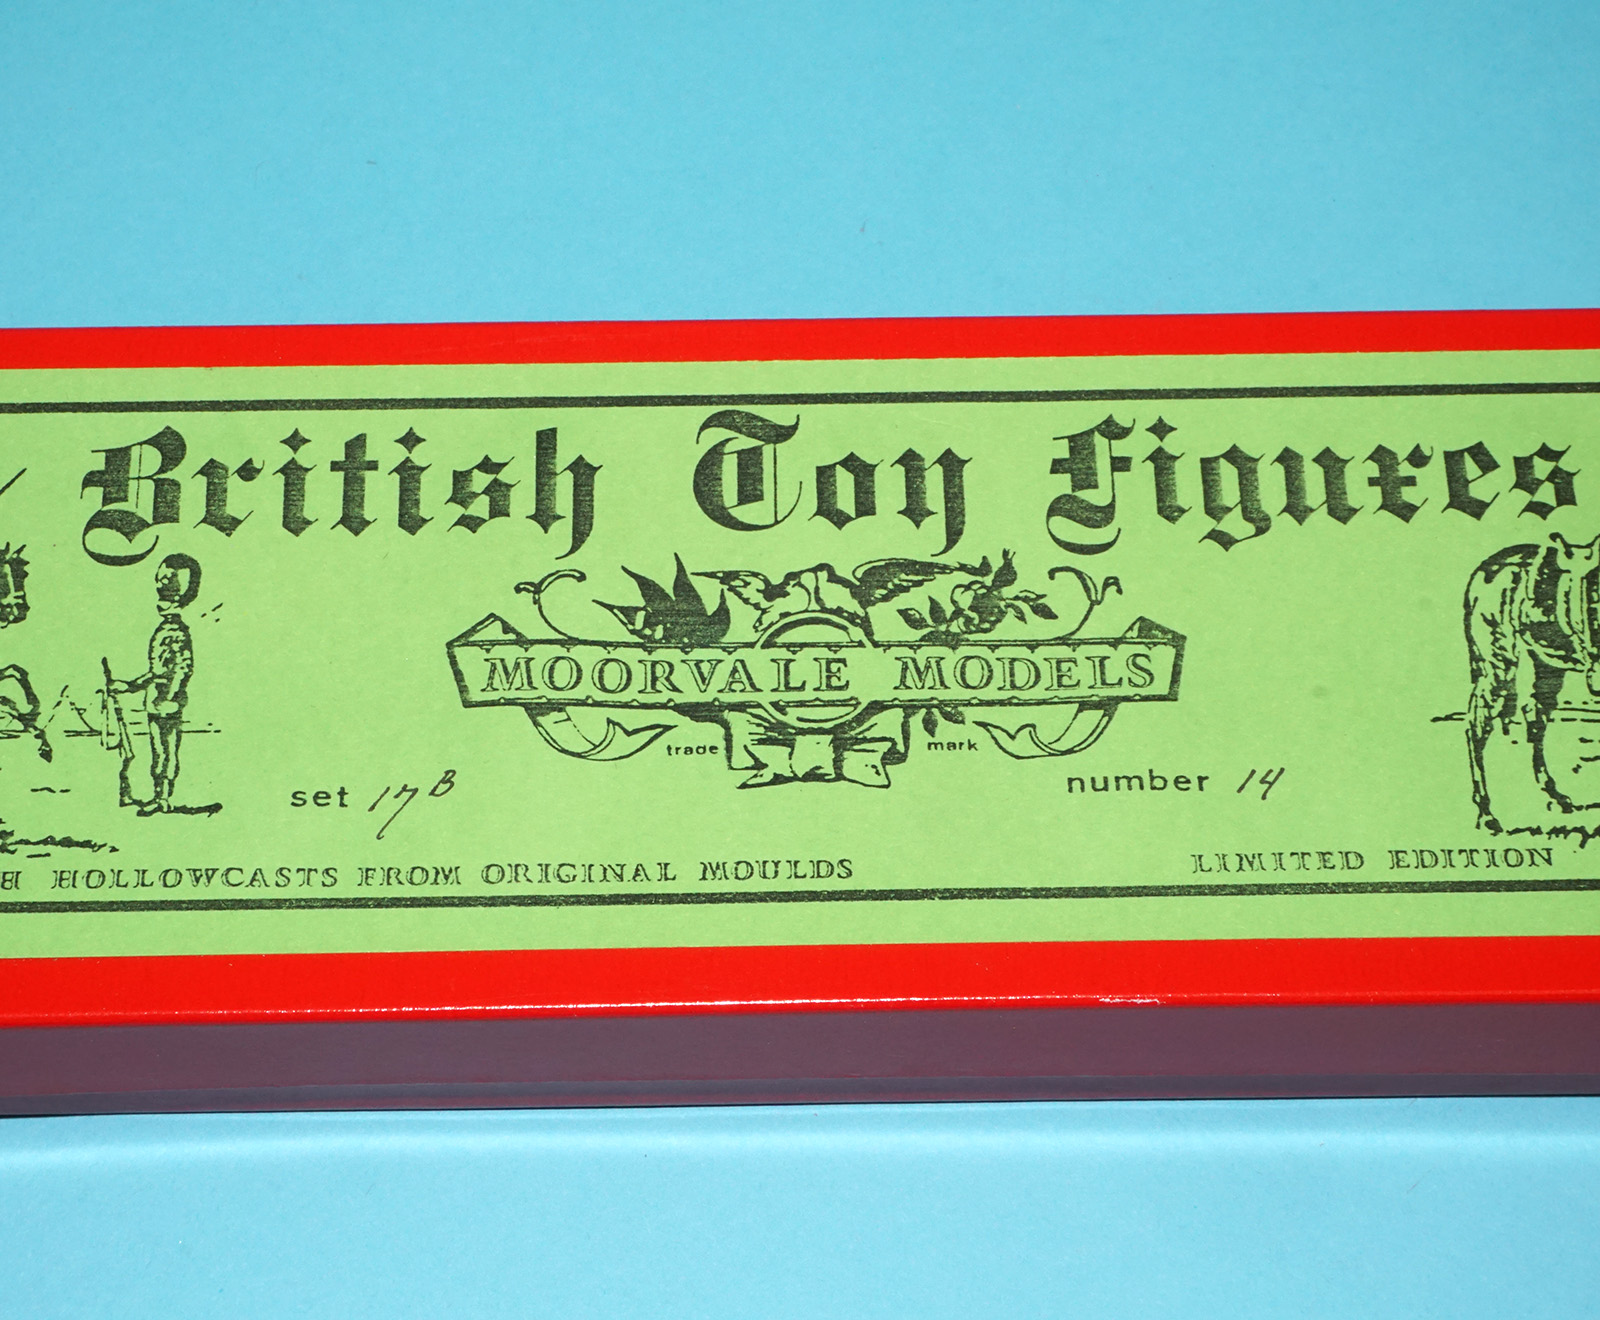 British Toy Figures
MOORVALE MODELS
trade mark
set 17B
number 14
H HOLLOWCASTS FROM ORIGINAL MOULDS
LIMITED EDITION